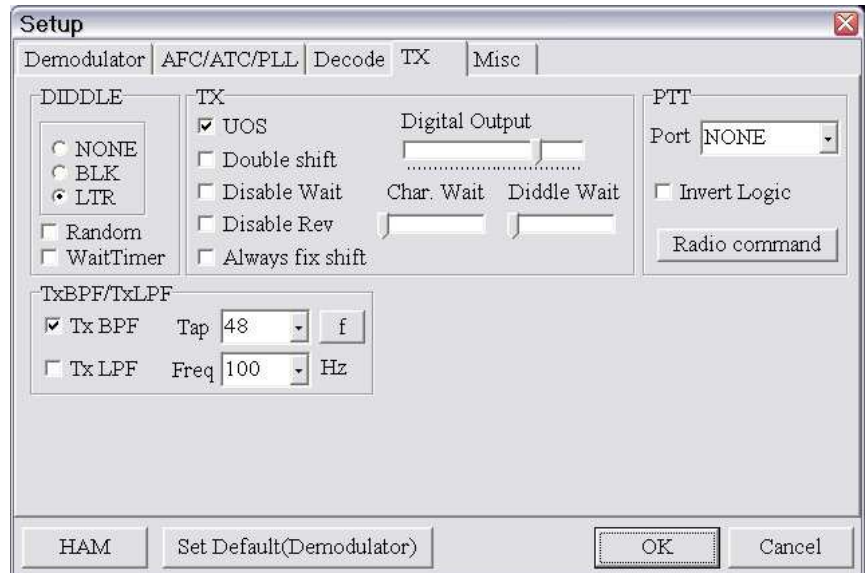 Setup
Demodulator AFC/ATC/PLL Decode TX Misc
DIDDLE
NONE
BLK
LTR
Random
WaitTimer
TX
UOS
Double shift
Disable Wait
Disable Rev
Always fix shift
Digital Output
Char. Wait Diddle Wait
PTT
Port NONE
Invert Logic
Radio command
TxBPF/TxLPF
Tx BPF Tap 48 f
Tx LPF Freq 100 Hz
HAM Set Default(Demodulator) OK Cancel